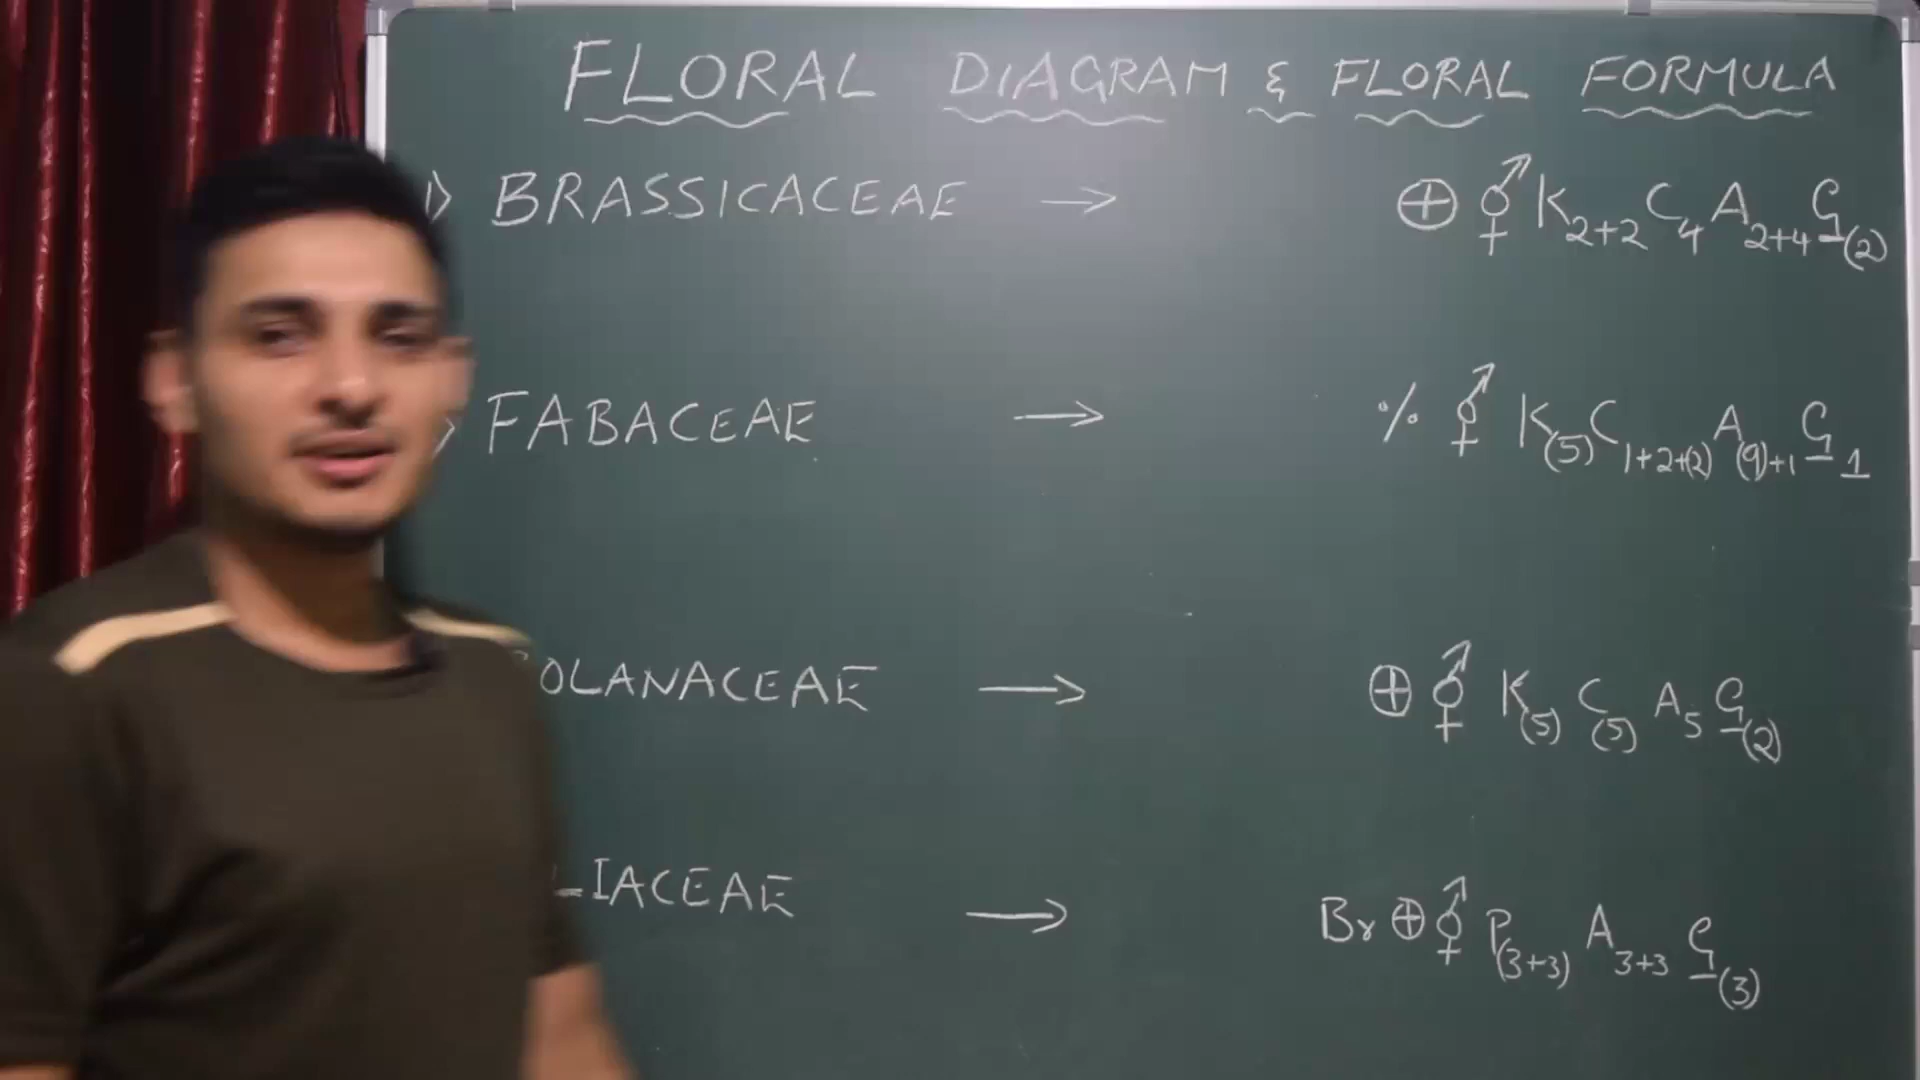 FLORAL DIAGRAM & FLORAL FORMULA
BRASSICACEAE → ⊕ ⚥ K2+2 C4 A2+4 G(2)
FABACEAE → % ⚥ K(5) C1+2+(2) A(9)+1 G1
OLANACEAE → ⊕ ⚥ K(5) C(5) A5 G(2)
IACEAE → Br ⊕ ⚥ P(3+3) A3+3 G(3)